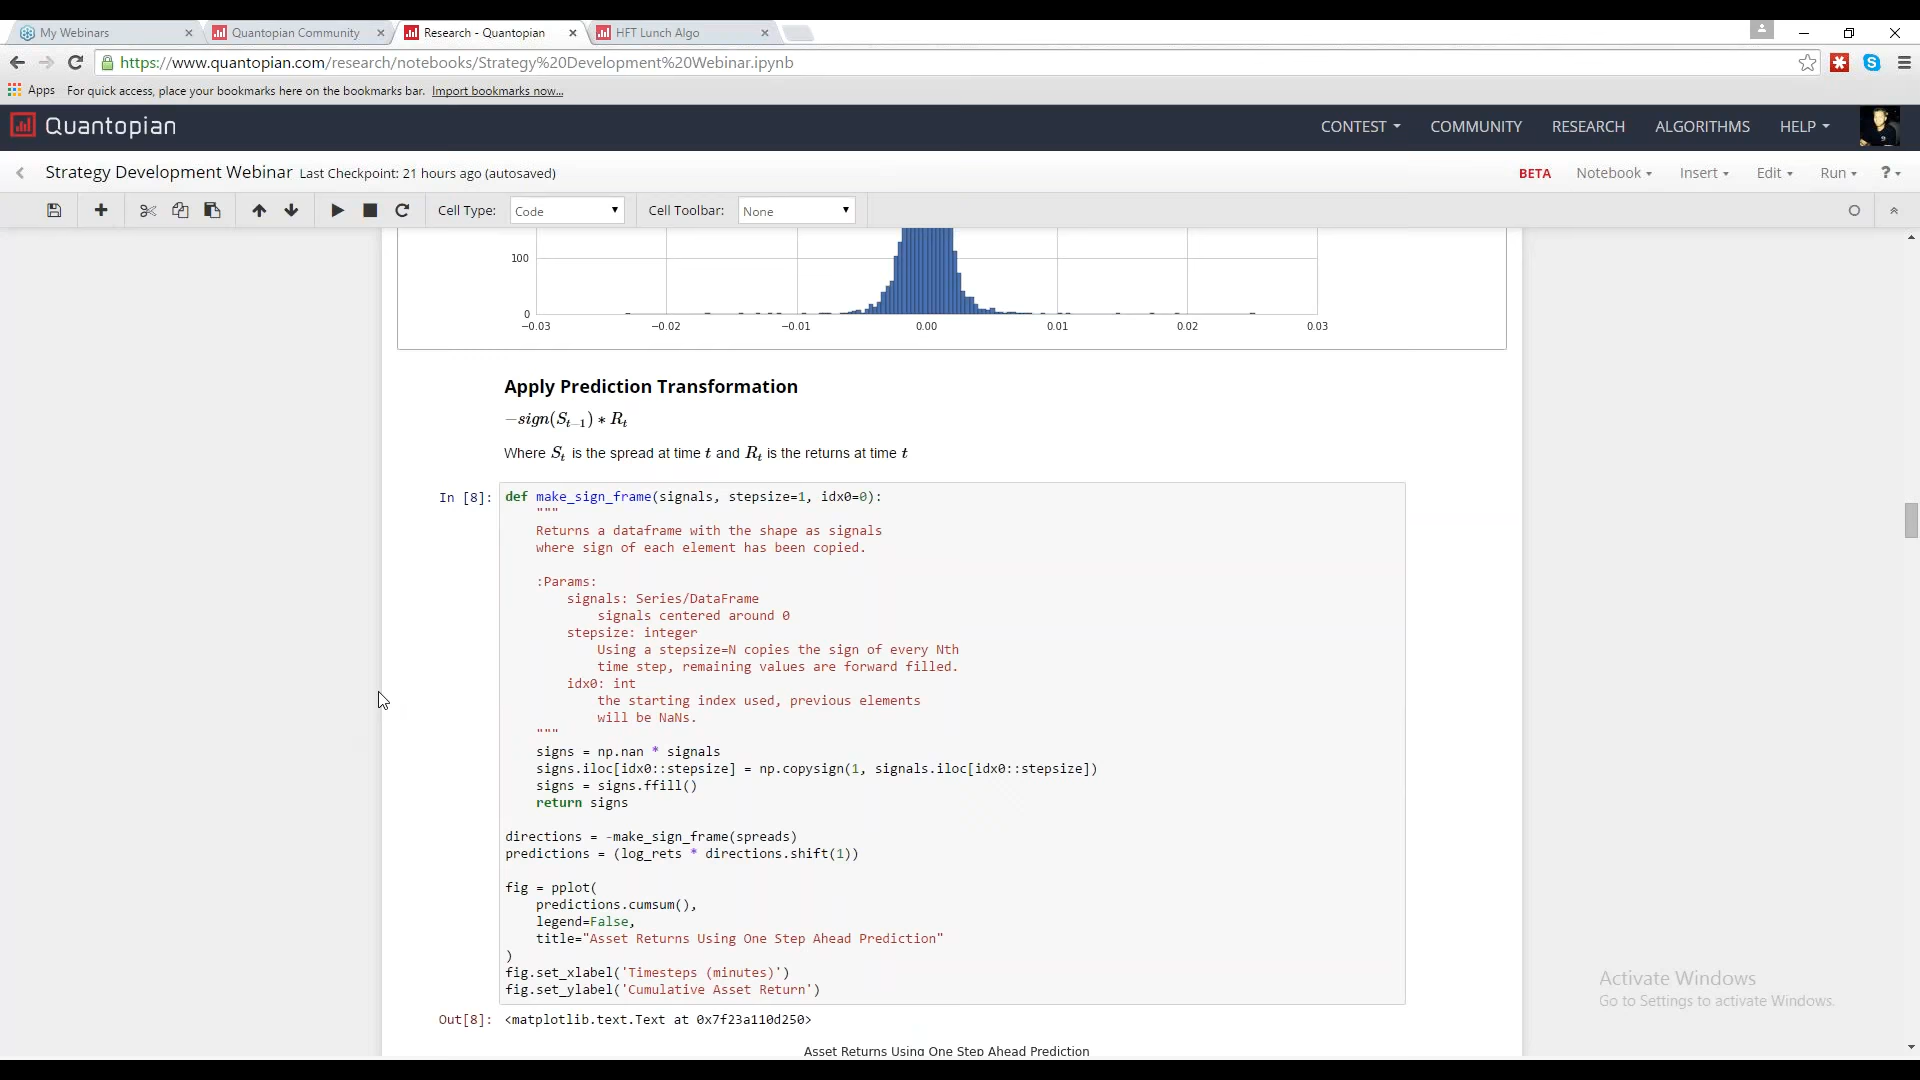 My Webinars
Quantopian Community
Research - Quantopian
HFT Lunch Algo
https://www.quantopian.com/research/notebooks/Strategy%20Development%20Webinar.ipynb
Apps For quick access, place your bookmarks here on the bookmarks bar. Import bookmarks now...
Quantopian
CONTEST COMMUNITY RESEARCH ALGORITHMS HELP
Strategy Development Webinar Last Checkpoint: 21 hours ago (autosaved)
BETA Notebook Insert Edit Run ?
Cell Type: Code Cell Toolbar: None
100
0
−0.03 −0.02 −0.01 0.00 0.01 0.02 0.03
Apply Prediction Transformation
−sign(S_{t−1}) ∗ R_t
Where S_t is the spread at time t and R_t is the returns at time t
In [8]: def make_sign_frame(signals, stepsize=1, idx0=0):
"""
Returns a dataframe with the shape as signals
where sign of each element has been copied.
:Params:
signals: Series/DataFrame
signals centered around 0
stepsize: integer
Using a stepsize=N copies the sign of every Nth
time step, remaining values are forward filled.
idx0: int
the starting index used, previous elements
will be NaNs.
"""
signs = np.nan * signals
signs.iloc[idx0::stepsize] = np.copysign(1, signals.iloc[idx0::stepsize])
signs = signs.ffill()
return signs
directions = -make_sign_frame(spreads)
predictions = (log_rets * directions.shift(1))
fig = pplot(
predictions.cumsum(),
legend=False,
title="Asset Returns Using One Step Ahead Prediction"
)
fig.set_xlabel('Timesteps (minutes)')
fig.set_ylabel('Cumulative Asset Return')
Activate Windows
Go to Settings to activate Windows.
Out[8]: <matplotlib.text.Text at 0x7f23a110d250>
Asset Returns Using One Step Ahead Prediction